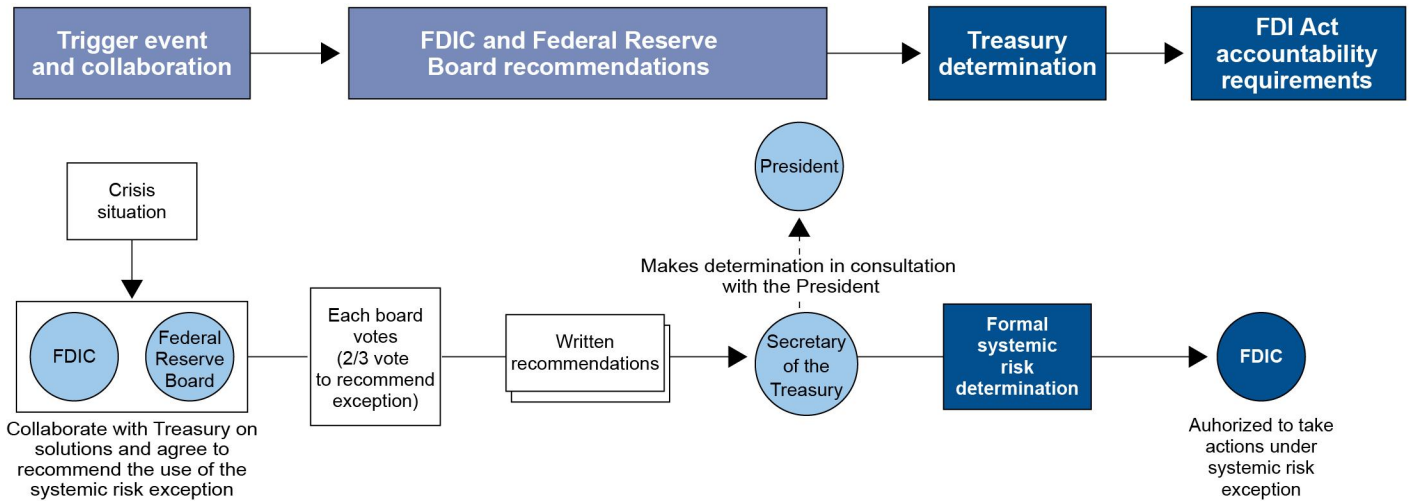 Trigger event
and collaboration
FDIC and Federal Reserve
Board recommendations
Treasury
determination
FDI Act
accountability
requirements
Crisis
situation
FDIC
Federal
Reserve
Board
Collaborate with Treasury on
solutions and agree to
recommend the use of the
systemic risk exception
Each board
votes
(2/3 vote
to recommend
exception)
Written
recommendations
President
Makes determination in consultation
with the President
Secretary
of the
Treasury
Formal
systemic
risk
determination
FDIC
Auhorized to take
actions under
systemic risk
exception